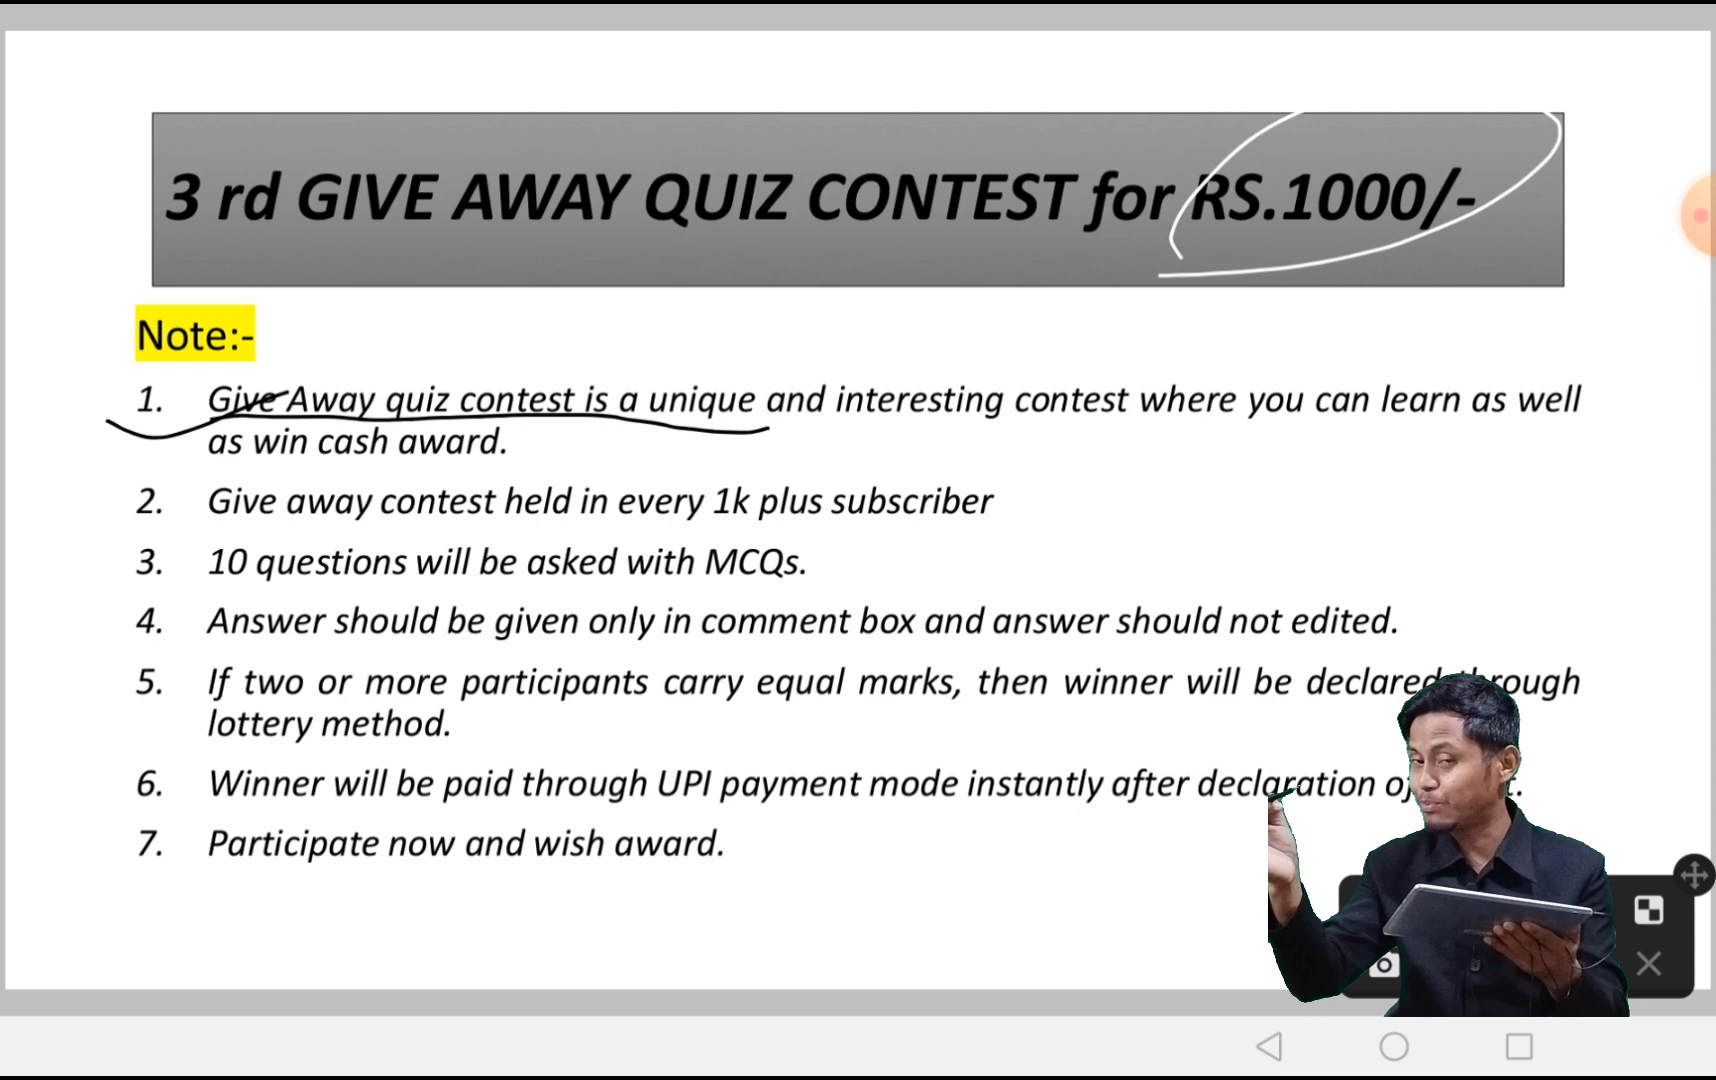 3 rd GIVE AWAY QUIZ CONTEST for RS.1000/-
Note:-
1. Give Away quiz contest is a unique and interesting contest where you can learn as well
as win cash award.
2. Give away contest held in every 1k plus subscriber
3. 10 questions will be asked with MCQs.
4. Answer should be given only in comment box and answer should not edited.
5. If two or more participants carry equal marks, then winner will be declared through
lottery method.
6. Winner will be paid through UPI payment mode instantly after declaration of
7. Participate now and wish award.